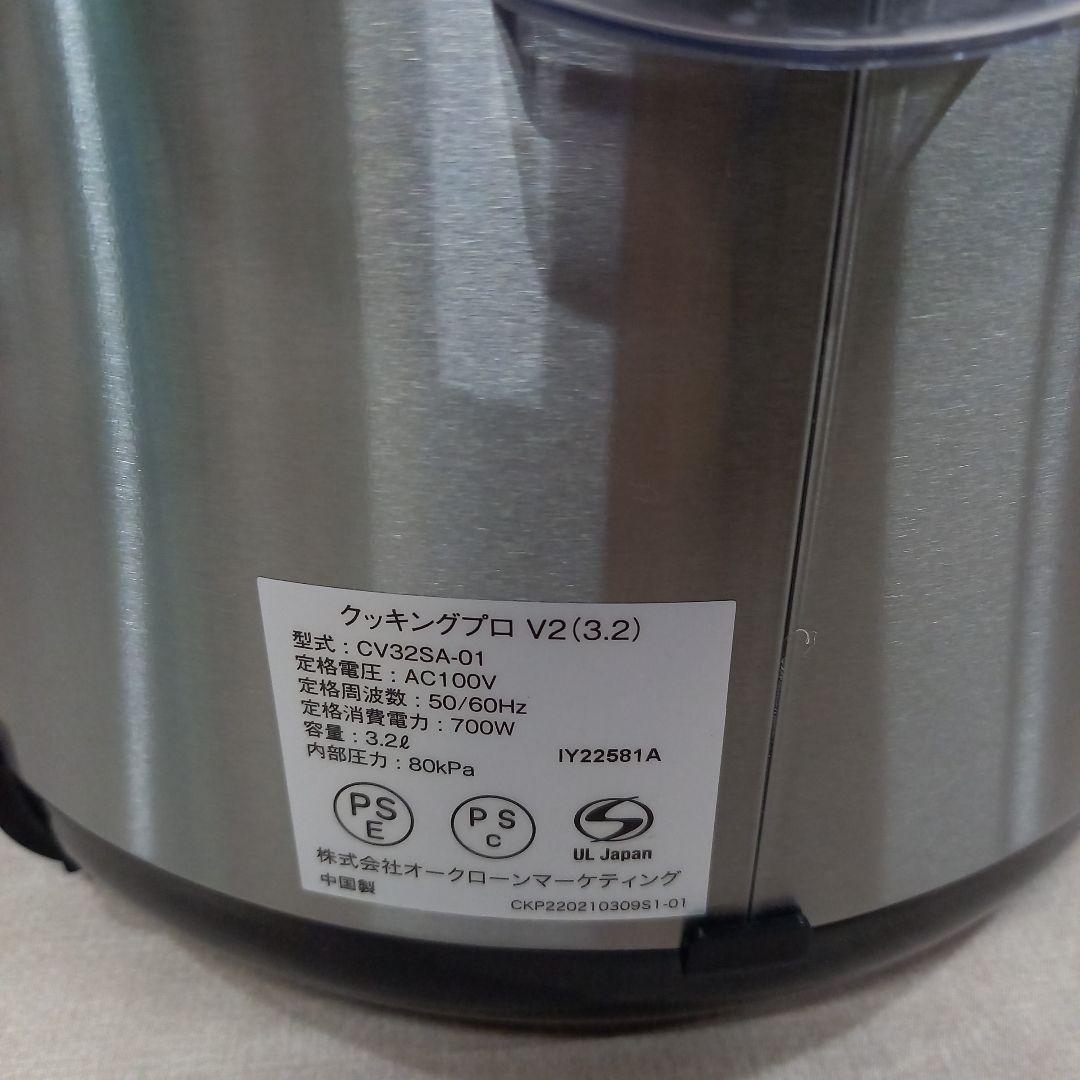 クッキングプロ V2(3.2)
型式：CV32SA-01
定格電圧：AC100V
定格周波数：50/60Hz
定格消費電力：700W
容量：3.2ℓ
内部圧力：80kPa
IY22581A
PS
E
PS
C
S
UL Japan
株式会社オークローンマーケティング
中国製
CKP220210309S1-01